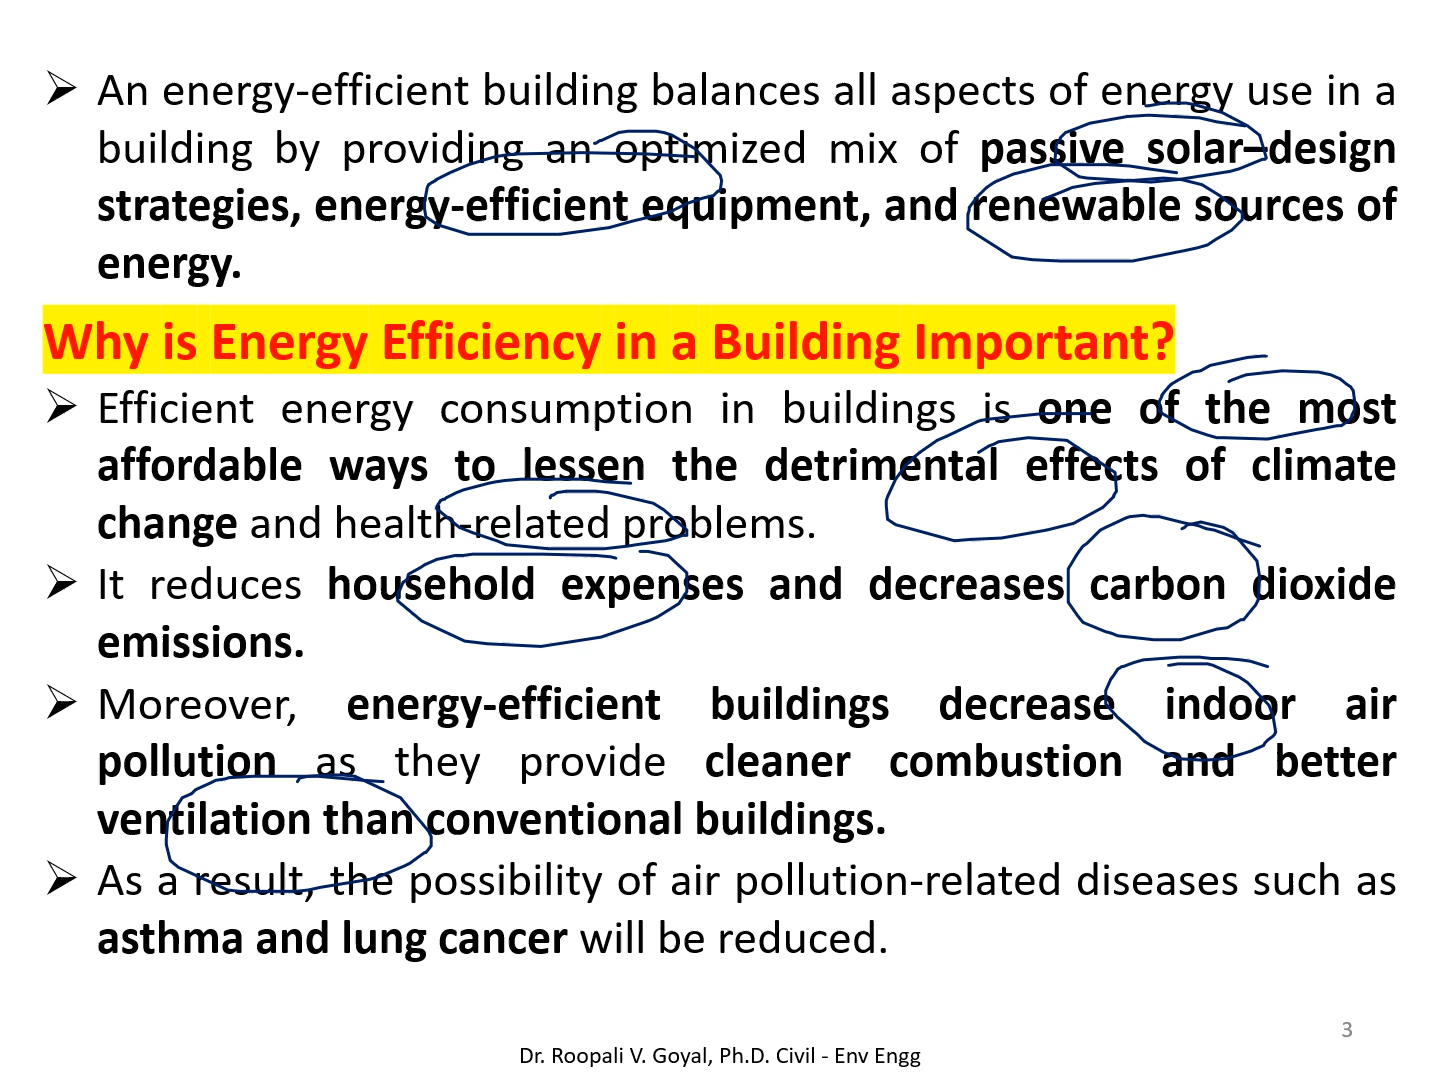 ➢ An energy-efficient building balances all aspects of energy use in a
building by providing an optimized mix of passive solar–design
strategies, energy-efficient equipment, and renewable sources of
energy.
Why is Energy Efficiency in a Building Important?
➢ Efficient energy consumption in buildings is one of the most
affordable ways to lessen the detrimental effects of climate
change and health-related problems.
➢ It reduces household expenses and decreases carbon dioxide
emissions.
➢ Moreover, energy-efficient buildings decrease indoor air
pollution as they provide cleaner combustion and better
ventilation than conventional buildings.
➢ As a result, the possibility of air pollution-related diseases such as
asthma and lung cancer will be reduced.
3
Dr. Roopali V. Goyal, Ph.D. Civil - Env Engg